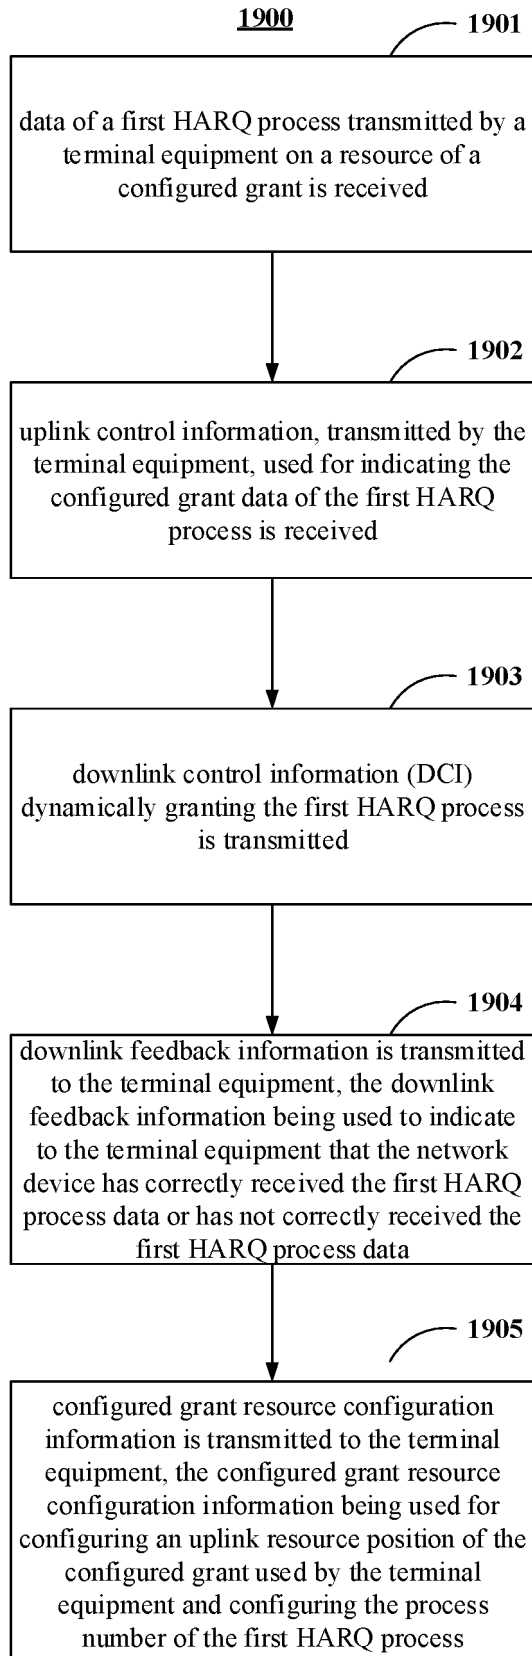 1900
1901
data of a first HARQ process transmitted by a
terminal equipment on a resource of a
configured grant is received
1902
uplink control information, transmitted by the
terminal equipment, used for indicating the
configured grant data of the first HARQ
process is received
1903
downlink control information (DCI)
dynamically granting the first HARQ process
is transmitted
1904
downlink feedback information is transmitted
to the terminal equipment, the downlink
feedback information being used to indicate
to the terminal equipment that the network
device has correctly received the first HARQ
process data or has not correctly received the
first HARQ process data
1905
configured grant resource configuration
information is transmitted to the terminal
equipment, the configured grant resource
configuration information being used for
configuring an uplink resource position of the
configured grant used by the terminal
equipment and configuring the process
number of the first HARQ process